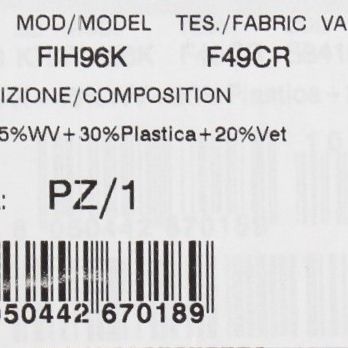 MOD/MODEL TES./FABRIC VA
FIH96K F49CR
IZIONE/COMPOSITION
5%WV+30%Plastica+20%Vet
: PZ/1
50442 670189